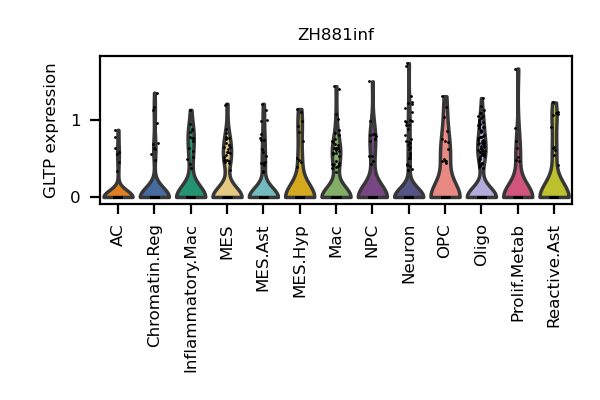 ZH881inf
GLTP expression
1
0
AC
Chromatin.Reg
Inflammatory.Mac
MES
MES.Ast
MES.Hyp
Mac
NPC
Neuron
OPC
Oligo
Prolif.Metab
Reactive.Ast